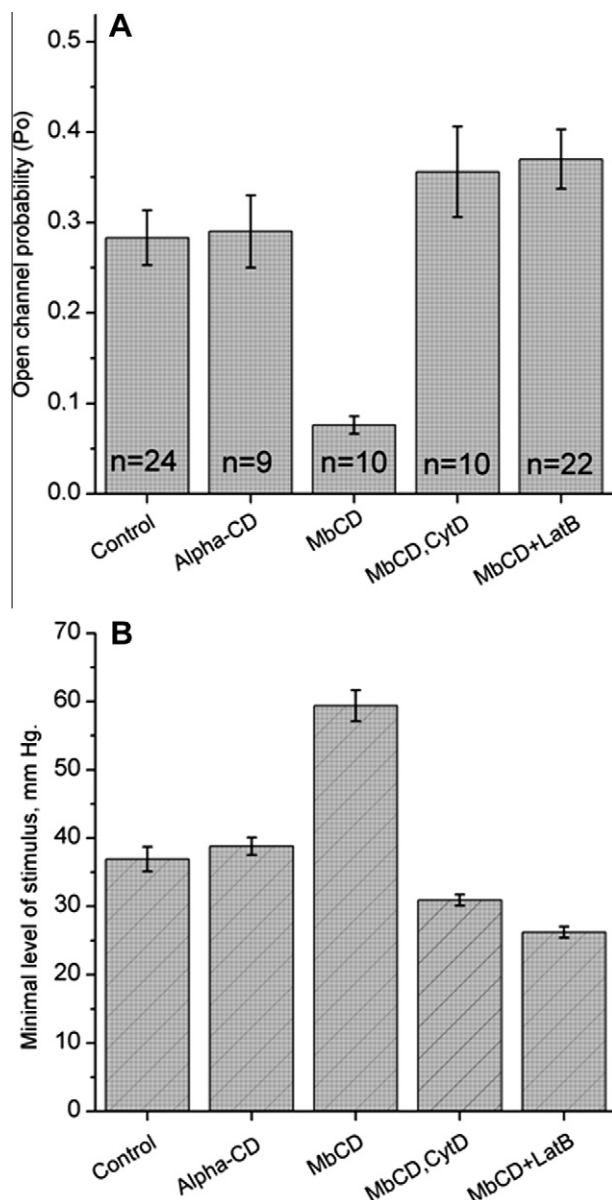 A
Open channel probability (Po)
0.5
0.4
0.3
0.2
0.1
0.0
n=24
n=9
n=10
n=10
n=22
Control
Alpha-CD
MbCD
MbCD,CytD
MbCD+LatB
B
Minimal level of stimulus, mm Hg.
70
60
50
40
30
20
10
0
Control
Alpha-CD
MbCD
MbCD,CytD
MbCD+LatB